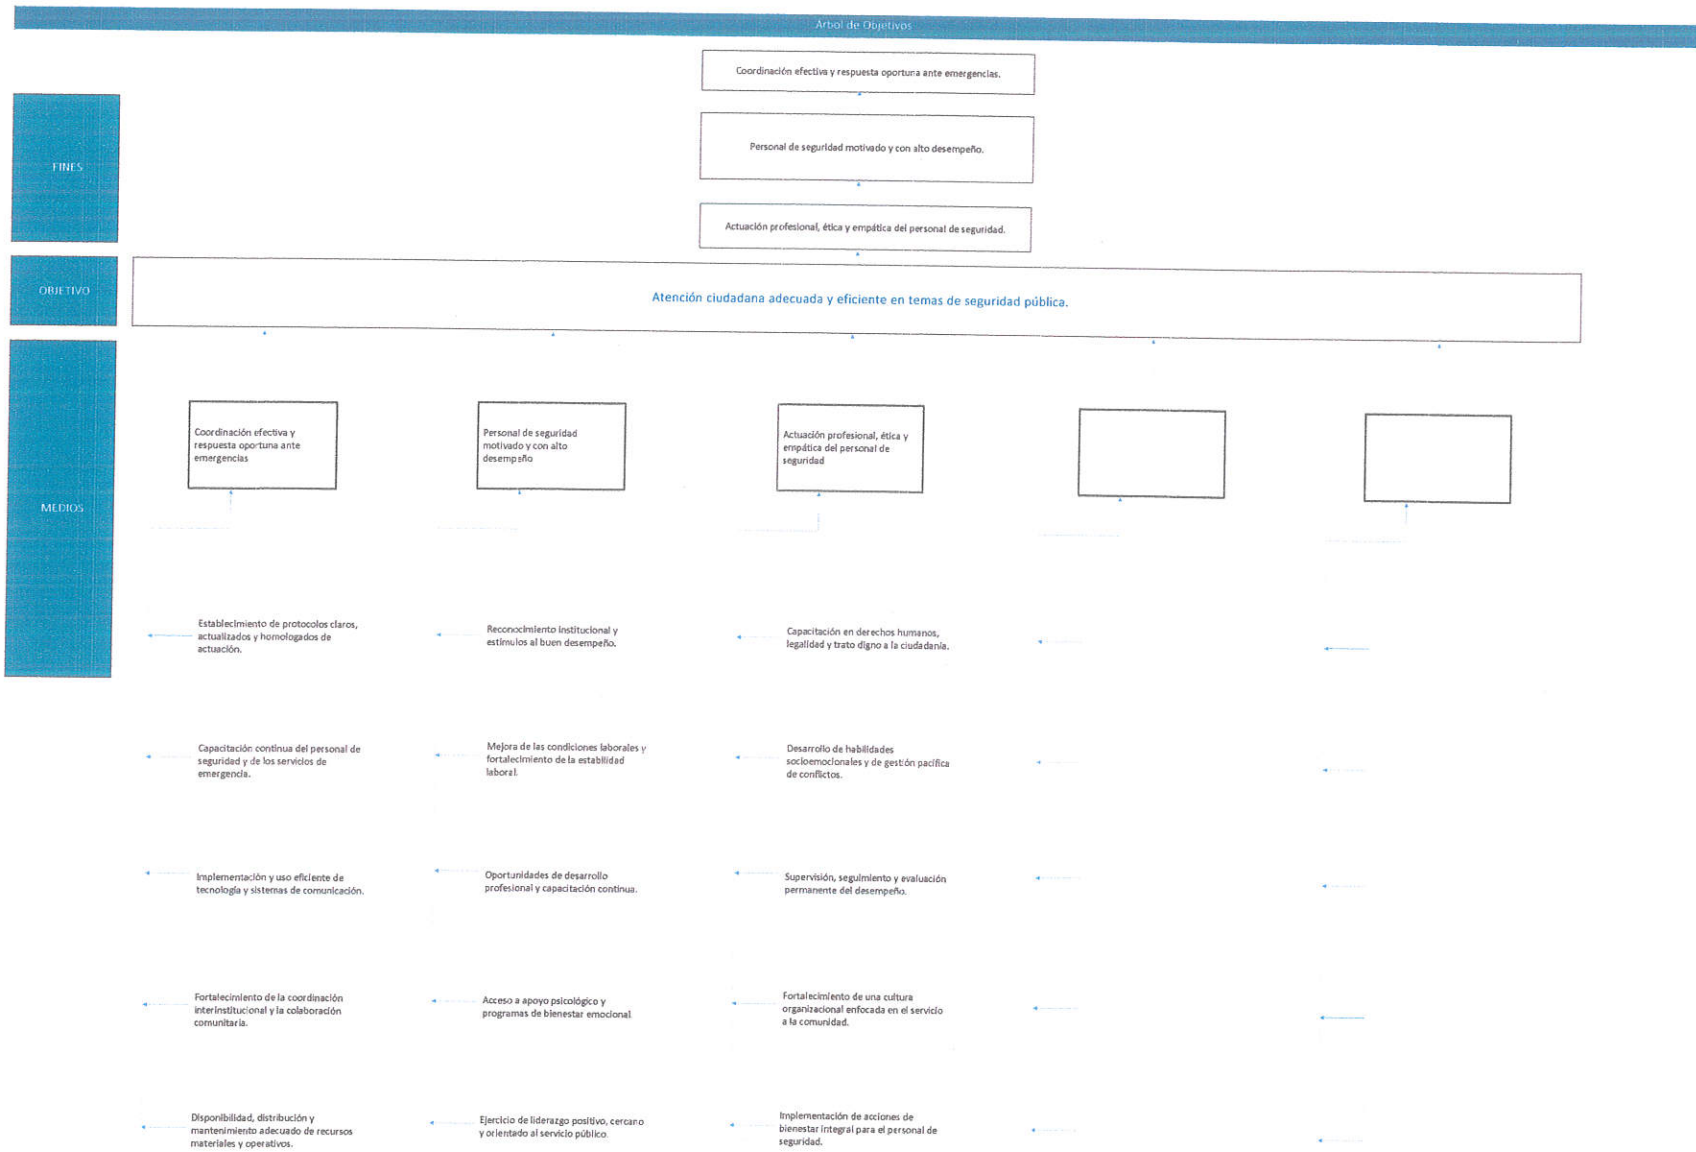 Árbol de Objetivos
Coordinación efectiva y respuesta oportuna ante emergencias.
FINES
Personal de seguridad motivado y con alto desempeño.
Actuación profesional, ética y empática del personal de seguridad.
OBJETIVO
Atención ciudadana adecuada y eficiente en temas de seguridad pública.
MEDIOS
Coordinación efectiva y
respuesta oportuna ante
emergencias
Personal de seguridad
motivado y con alto
desempeño
Actuación profesional, ética y
empática del personal de
seguridad
Establecimiento de protocolos claros,
actualizados y homologados de
actuación.
Reconocimiento institucional y
estímulos al buen desempeño.
Capacitación en derechos humanos,
legalidad y trato digno a la ciudadanía.
Capacitación continua del personal de
seguridad y de los servicios de
emergencia.
Mejora de las condiciones laborales y
fortalecimiento de la estabilidad
laboral.
Desarrollo de habilidades
socioemocionales y de gestión pacífica
de conflictos.
Implementación y uso eficiente de
tecnología y sistemas de comunicación.
Oportunidades de desarrollo
profesional y capacitación continua.
Supervisión, seguimiento y evaluación
permanente del desempeño.
Fortalecimiento de la coordinación
interinstitucional y la colaboración
comunitaria.
Acceso a apoyo psicológico y
programas de bienestar emocional.
Fortalecimiento de una cultura
organizacional enfocada en el servicio
a la comunidad.
Disponibilidad, distribución y
mantenimiento adecuado de recursos
materiales y operativos.
Ejercicio de liderazgo positivo, cercano
y orientado al servicio público.
Implementación de acciones de
bienestar integral para el personal de
seguridad.